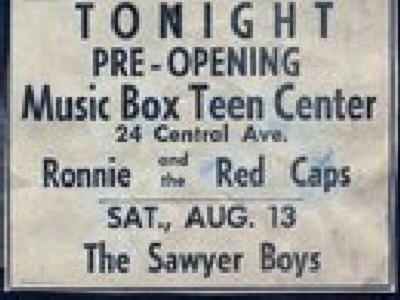 TONIGHT
PRE-OPENING
Music Box Teen Center
24 Central Ave.
Ronnie and the Red Caps
SAT., AUG. 13
The Sawyer Boys